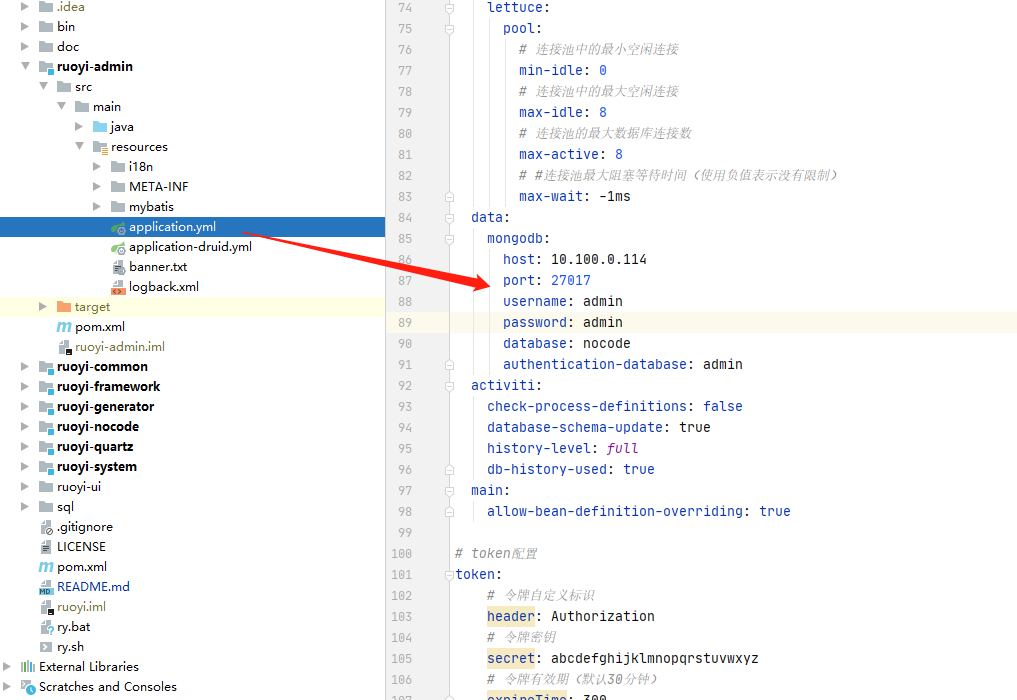 .idea
bin
doc
ruoyi-admin
src
main
java
resources
i18n
META-INF
mybatis
application.yml
application-druid.yml
banner.txt
logback.xml
target
pom.xml
ruoyi-admin.iml
ruoyi-common
ruoyi-framework
ruoyi-generator
ruoyi-nocode
ruoyi-quartz
ruoyi-system
ruoyi-ui
sql
.gitignore
LICENSE
pom.xml
README.md
ruoyi.iml
ry.bat
ry.sh
External Libraries
Scratches and Consoles
74 lettuce:
75 pool:
76 # 连接池中的最小空闲连接
77 min-idle: 0
78 # 连接池中的最大空闲连接
79 max-idle: 8
80 # 连接池的最大数据库连接数
81 max-active: 8
82 # #连接池最大阻塞等待时间（使用负值表示没有限制）
83 max-wait: -1ms
84 data:
85 mongodb:
86 host: 10.100.0.114
87 port: 27017
88 username: admin
89 password: admin
90 database: nocode
91 authentication-database: admin
92 activiti:
93 check-process-definitions: false
94 database-schema-update: true
95 history-level: full
96 db-history-used: true
97 main:
98 allow-bean-definition-overriding: true
99
100 # token配置
101 token:
102 # 令牌自定义标识
103 header: Authorization
104 # 令牌密钥
105 secret: abcdefghijklmnopqrstuvwxyz
106 # 令牌有效期（默认30分钟）
107 expireTime: 300